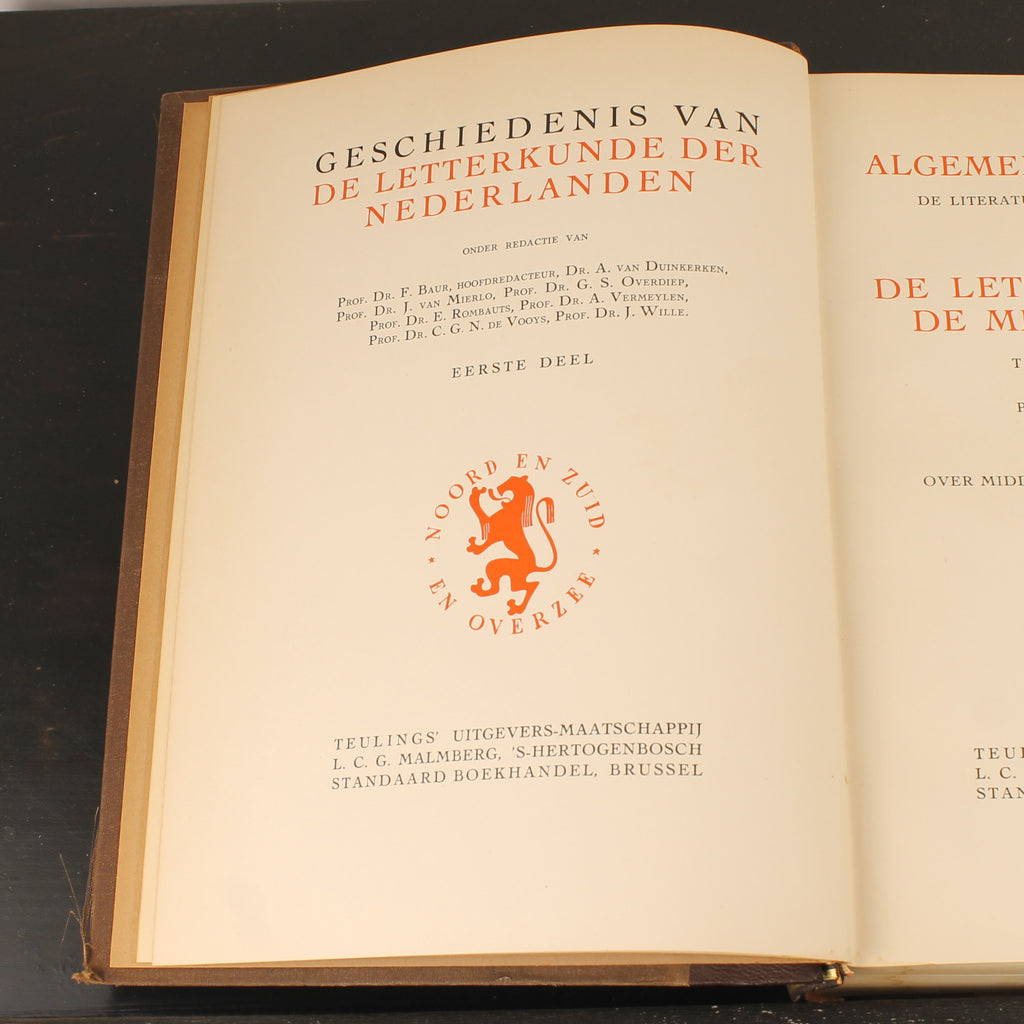 GESCHIEDENIS VAN
DE LETTERKUNDE DER
NEDERLANDEN
ONDER REDACTIE VAN
PROF. DR. F. BAUR, HOOFDREDACTEUR, DR. A. VAN DUINKERKEN,
PROF. DR. J. VAN MIERLO, PROF. DR. G. S. OVERDIEP,
PROF. DR. E. ROMBAUTS, PROF. DR. A. VERMEYLEN,
PROF. DR. C. G. N. DE VOOYS, PROF. DR. J. WILLE.
EERSTE DEEL
NOORD EN ZUID
EN OVERZEE
TEULINGS' UITGEVERS-MAATSCHAPPIJ
L. C. G. MALMBERG, 'S-HERTOGENBOSCH
STANDAARD BOEKHANDEL, BRUSSEL
ALGEME
DE LITERATU
DE LET
DE M
T
P
OVER MIDD
TEU
L. C.
STAN